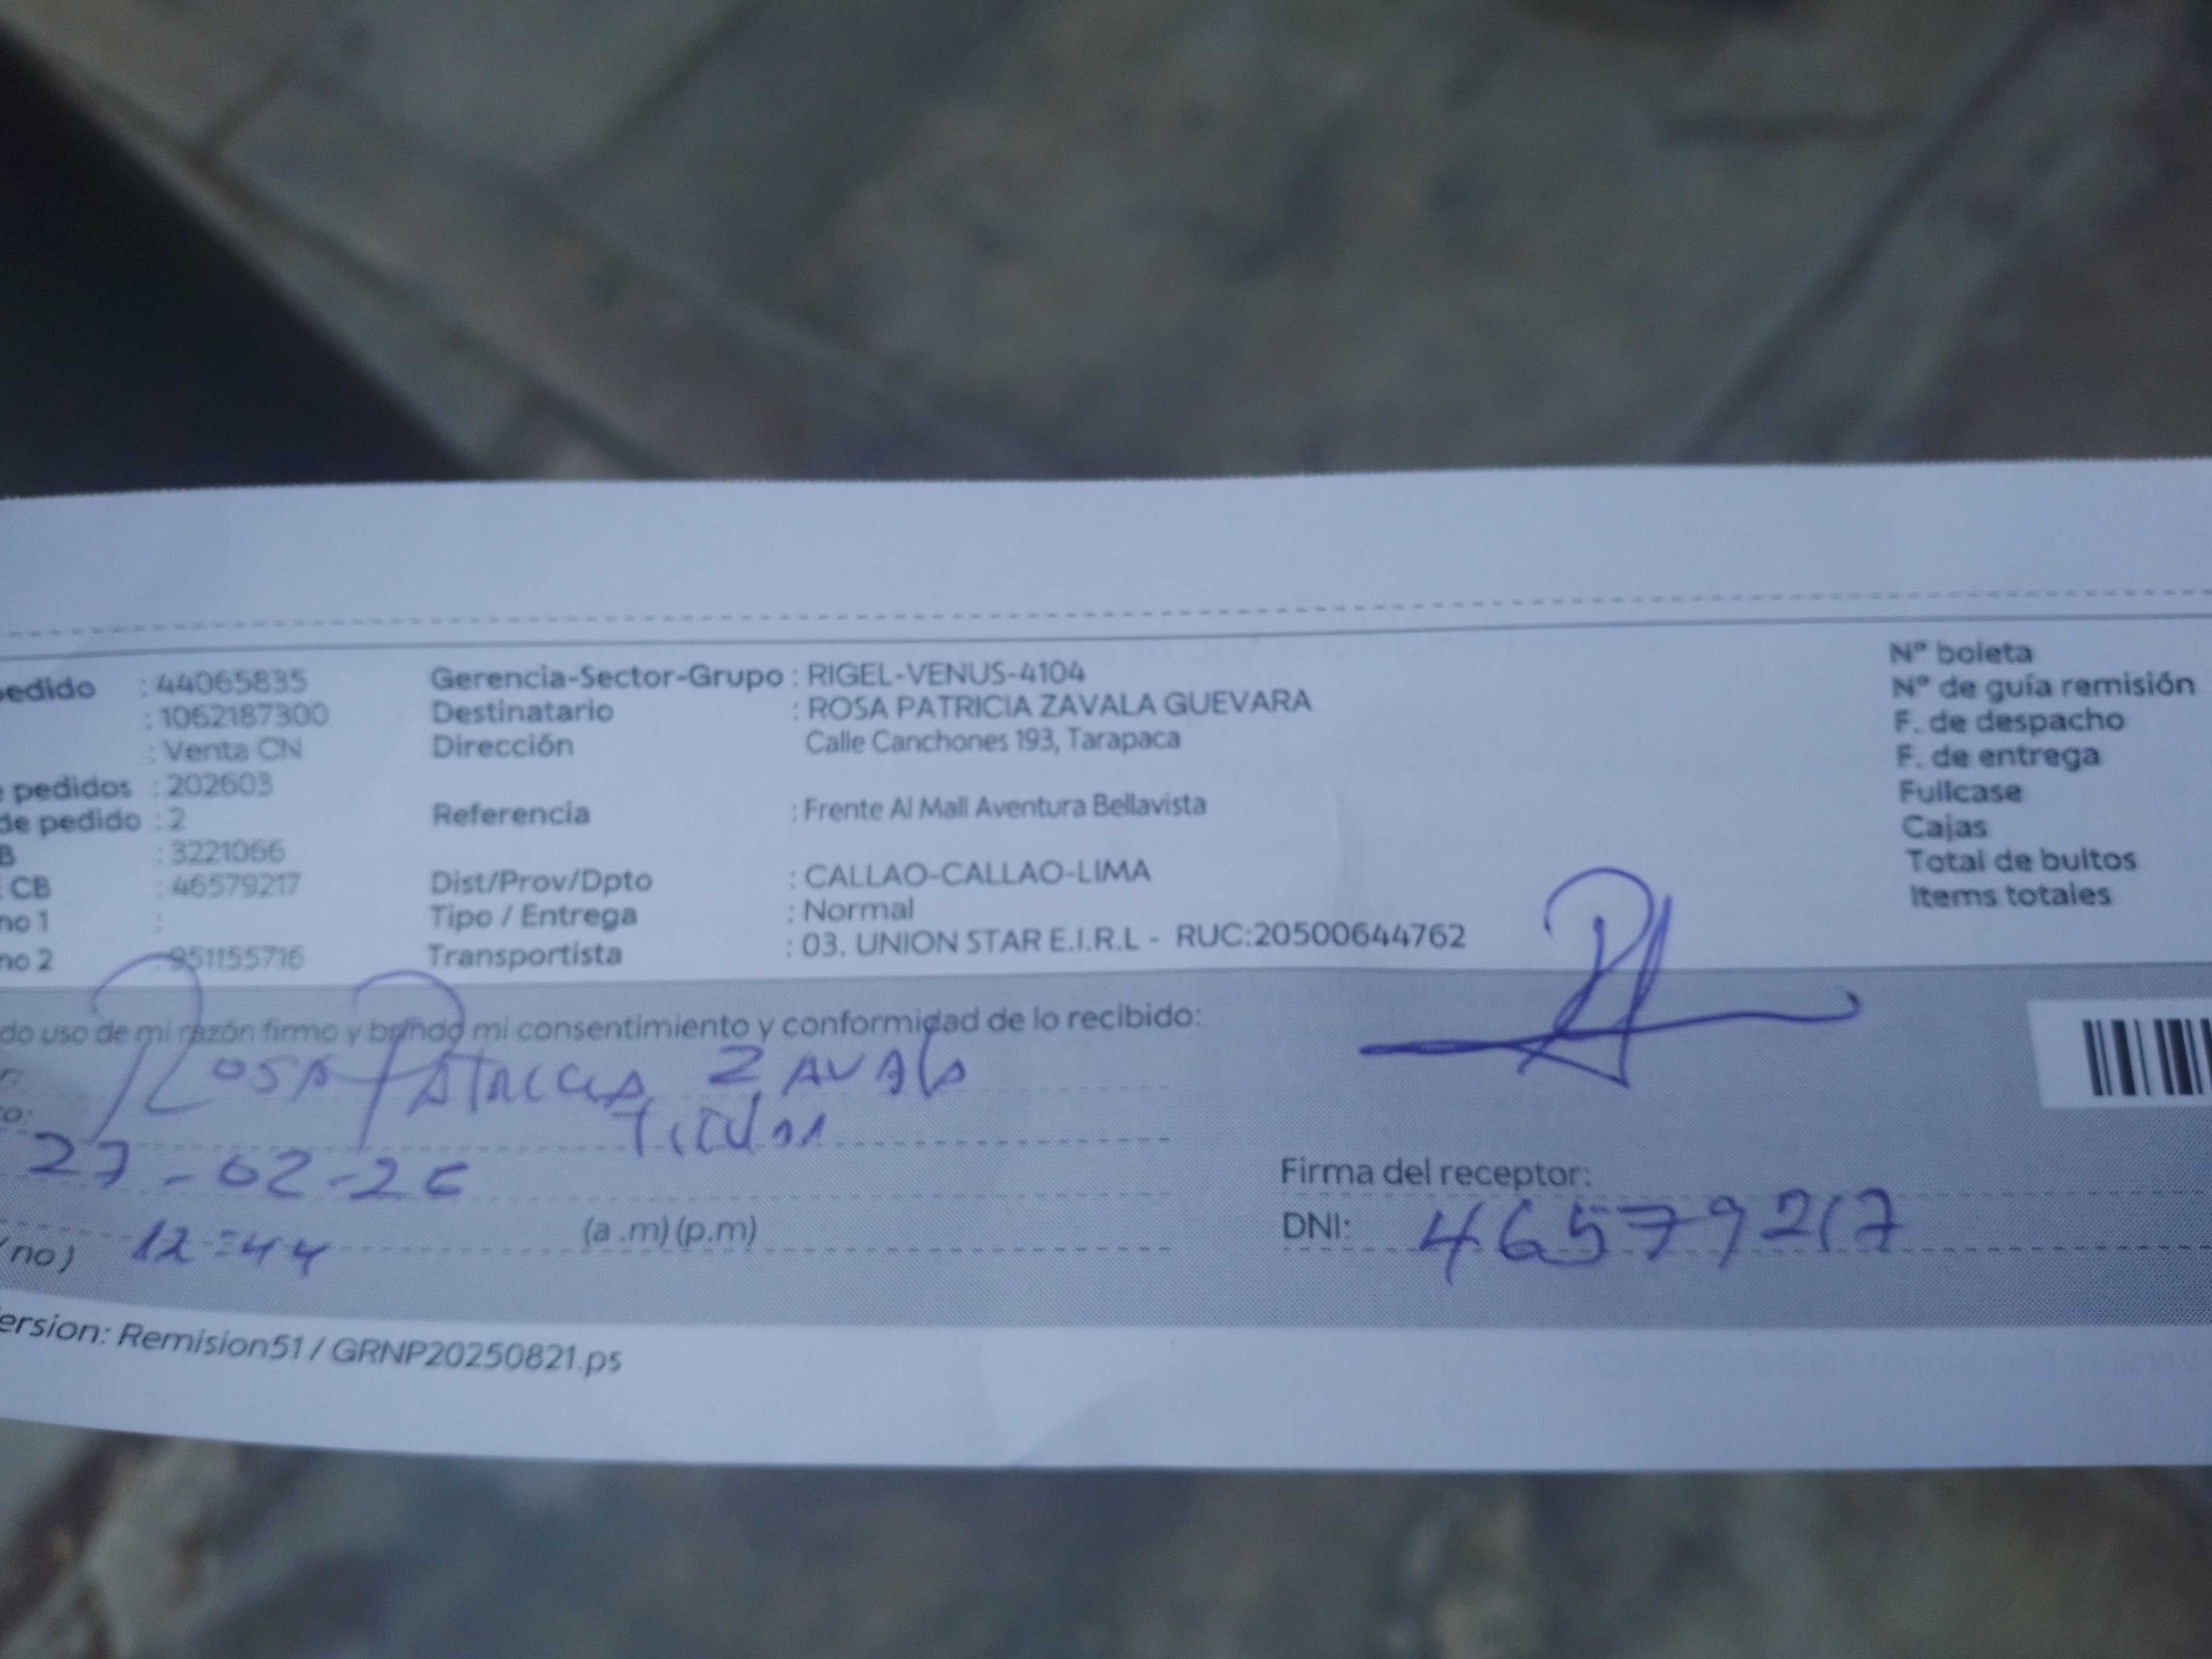 pedido : 44065835 Gerencia-Sector-Grupo : RIGEL-VENUS-4104 N° boleta
: 1062187300 Destinatario : ROSA PATRICIA ZAVALA GUEVARA N° de guía remisión
: Venta CN Dirección Calle Canchones 193, Tarapaca F. de despacho
pedidos : 202603 F. de entrega
de pedido : 2 Referencia : Frente Al Mall Aventura Bellavista Fullcase
B : 3221066 Cajas
CB : 46579217 Dist/Prov/Dpto : CALLAO-CALLAO-LIMA Total de bultos
no 1 : Tipo / Entrega : Normal Items totales
no 2 : 951155716 Transportista : 03. UNION STAR E.I.R.L - RUC:20500644762
do uso de mi razón firmo y brindo mi consentimiento y conformidad de lo recibido:
Rosa Patricia Zavala
Titular
27-02-26
Firma del receptor:
12:44 (a .m) (p.m) DNI: 46579217
no)
ersion: Remision51 / GRNP20250821.ps